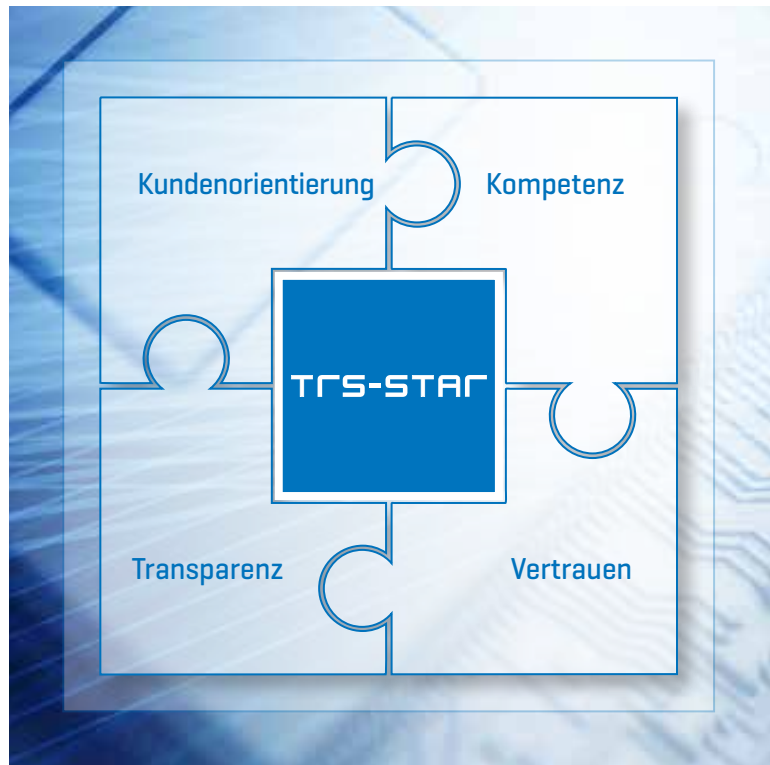 Kundenorientierung
Kompetenz
TRS-STAR
Transparenz
Vertrauen